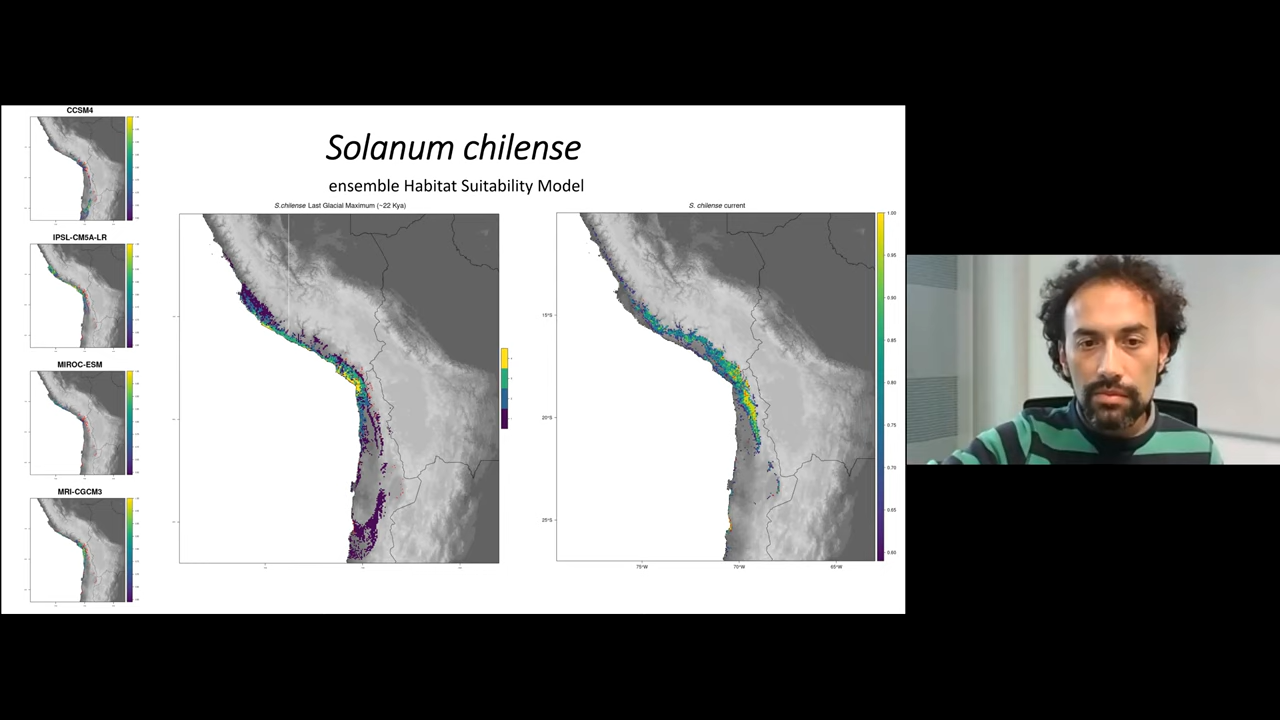 CCSM4
IPSL-CM5A-LR
MIROC-ESM
MRI-CGCM3
Solanum chilense
ensemble Habitat Suitability Model
S.chilense Last Glacial Maximum (~22 Kya)
S. chilense current
15°S
20°S
25°S
75°W
70°W
65°W
1.00
0.95
0.90
0.85
0.80
0.75
0.70
0.65
0.60